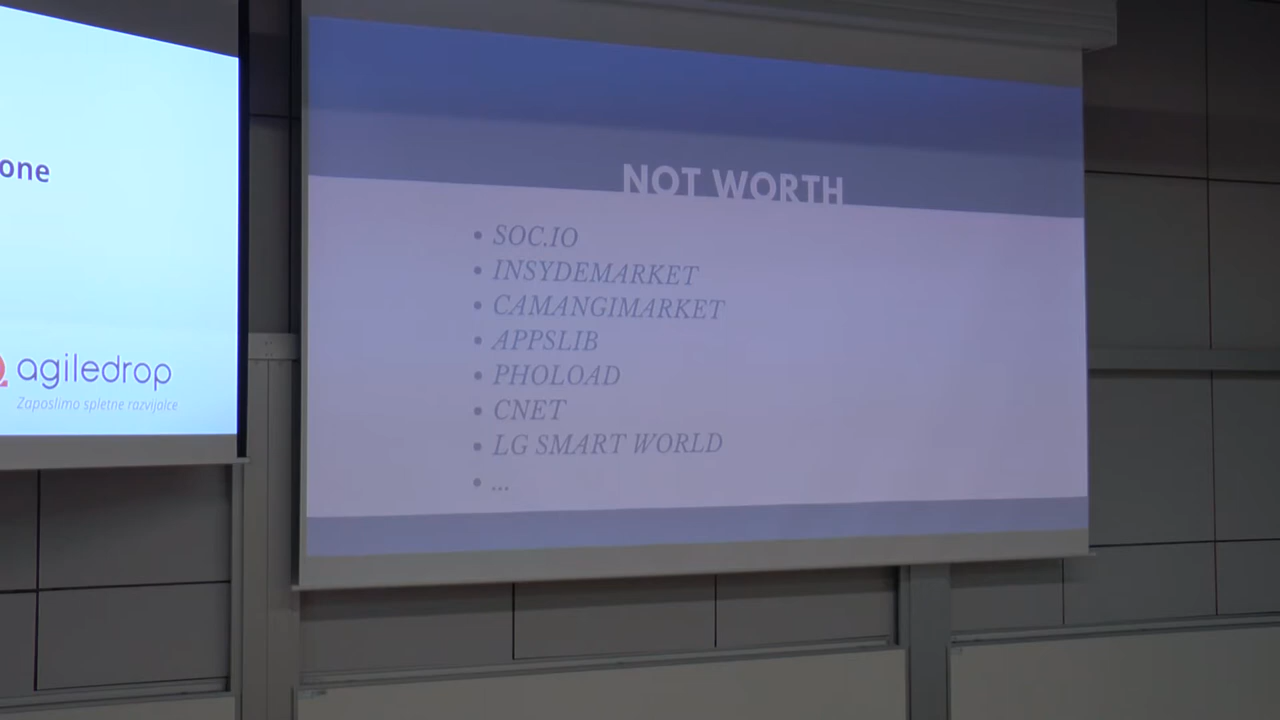 one
agiledrop
Zaposlimo spletne razvijalce
NOT WORTH
• SOC.IO
• INSYDEMARKET
• CAMANGIMARKET
• APPSLIB
• PHOLOAD
• CNET
• LG SMART WORLD
• ...